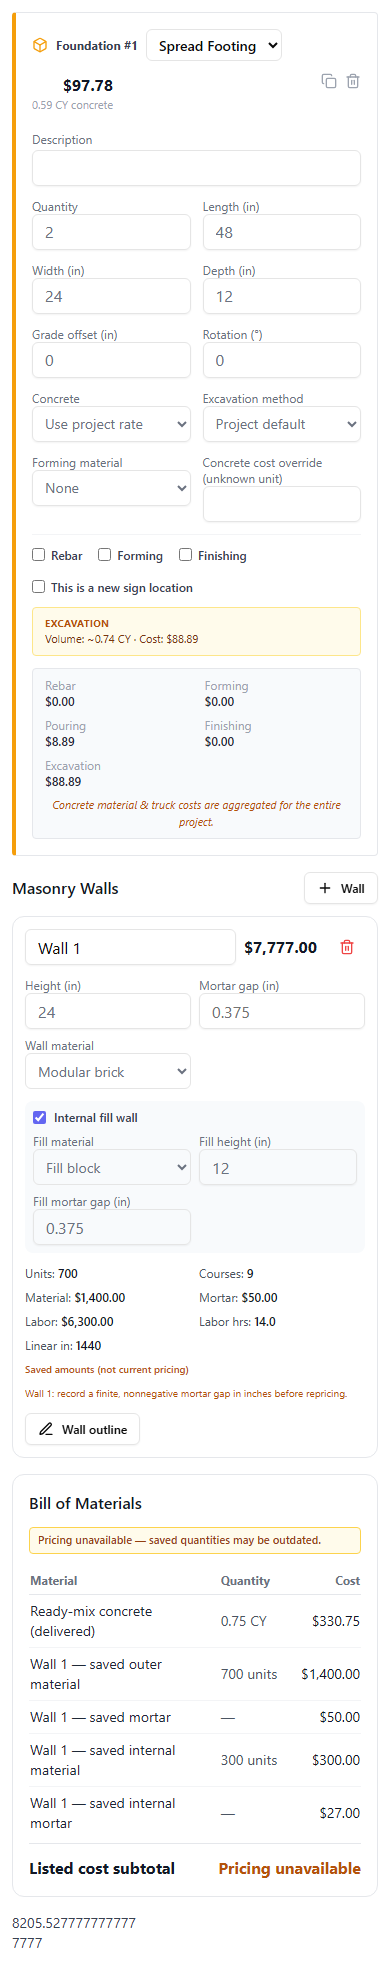 Foundation #1 Spread Footing
$97.78
0.59 CY concrete
Description
Quantity Length (in)
2 48
Width (in) Depth (in)
24 12
Grade offset (in) Rotation (°)
0 0
Concrete Excavation method
Use project rate Project default
Forming material Concrete cost override
(unknown unit)
None
Rebar Forming Finishing
This is a new sign location
EXCAVATION
Volume: ~0.74 CY · Cost: $88.89
Rebar Forming
$0.00 $0.00
Pouring Finishing
$8.89 $0.00
Excavation
$88.89
Concrete material & truck costs are aggregated for the entire
project.
Masonry Walls + Wall
Wall 1 $7,777.00
Height (in) Mortar gap (in)
24 0.375
Wall material
Modular brick
Internal fill wall
Fill material Fill height (in)
Fill block 12
Fill mortar gap (in)
0.375
Units: 700 Courses: 9
Material: $1,400.00 Mortar: $50.00
Labor: $6,300.00 Labor hrs: 14.0
Linear in: 1440
Saved amounts (not current pricing)
Wall 1: record a finite, nonnegative mortar gap in inches before repricing.
Wall outline
Bill of Materials
Pricing unavailable — saved quantities may be outdated.
Material Quantity Cost
Ready-mix concrete
(delivered) 0.75 CY $330.75
Wall 1 — saved outer
material 700 units $1,400.00
Wall 1 — saved mortar — $50.00
Wall 1 — saved internal
material 300 units $300.00
Wall 1 — saved internal
mortar — $27.00
Listed cost subtotal Pricing unavailable
8205.527777777777
7777